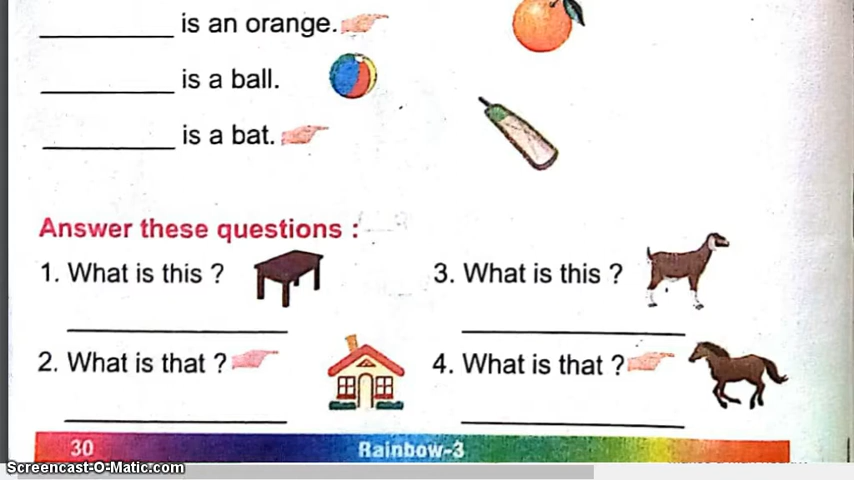 __________ is an orange.
__________ is a ball.
__________ is a bat.
Answer these questions :
1. What is this ?
3. What is this ?
2. What is that ?
4. What is that ?
30
Rainbow-3
Screencast-O-Matic.com